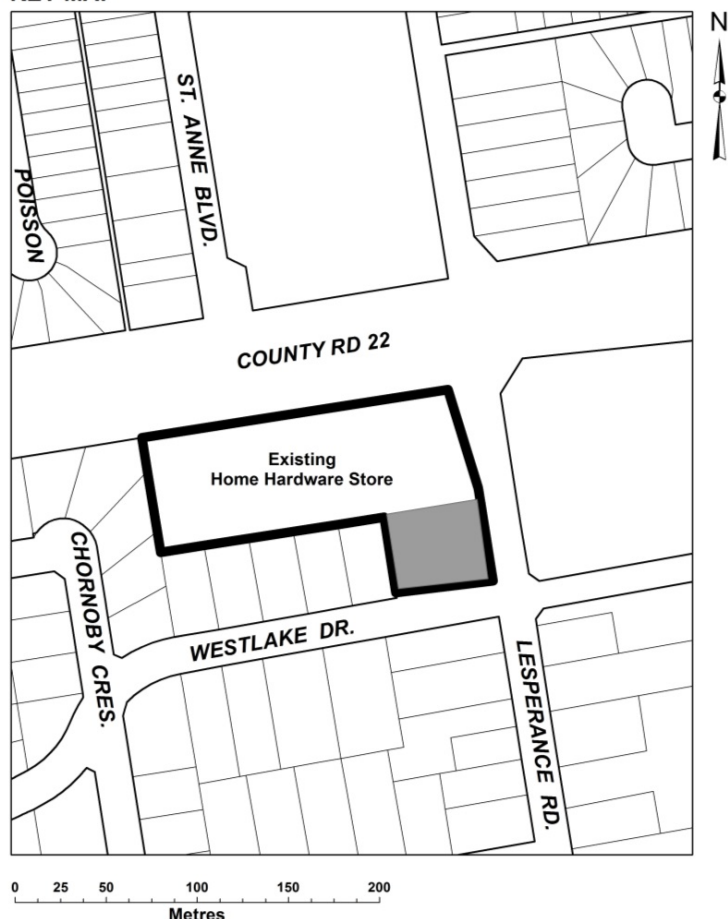 N
ST. ANNE BLVD.
POISSON
COUNTY RD 22
Existing
Home Hardware Store
CHORNOBY CRES.
WESTLAKE DR.
LESPERANCE RD.
0 25 50 100 150 200
Metres